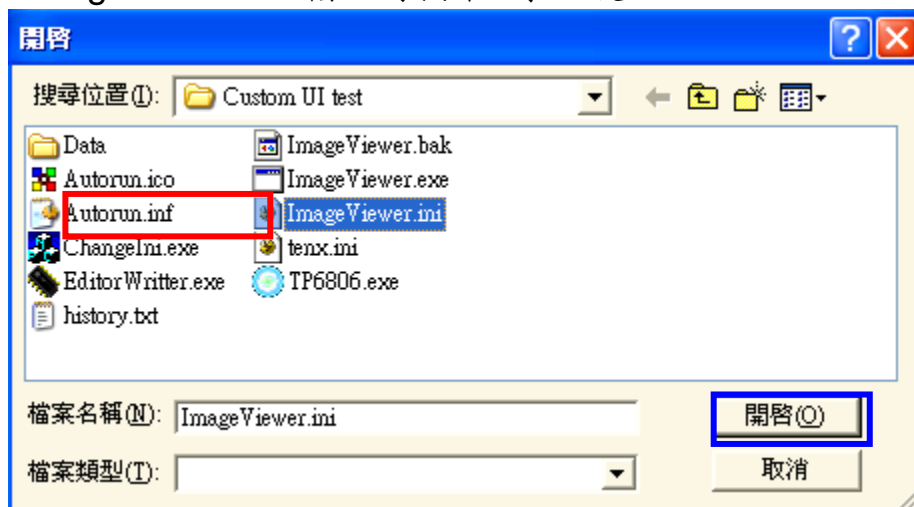 開啓
搜尋位置(I): Custom UI test
Data
Autorun.ico
Autorun.inf
ChangeIni.exe
EditorWritter.exe
history.txt
ImageViewer.bak
ImageViewer.exe
ImageViewer.ini
tenx.ini
TP6806.exe
檔案名稱(N): ImageViewer.ini
開啓(O)
檔案類型(T):
取消